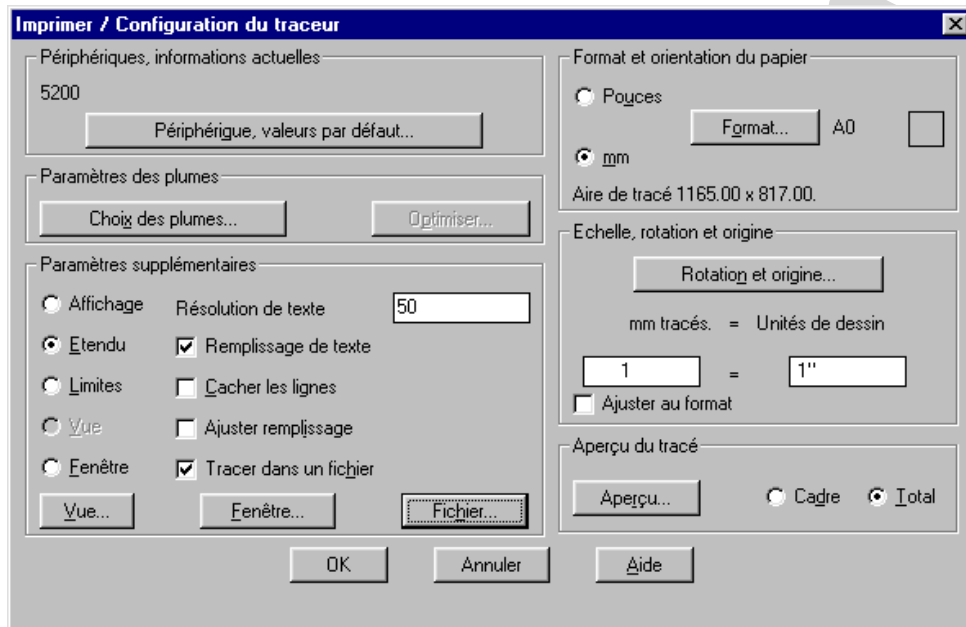 Imprimer / Configuration du traceur
Périphériques, informations actuelles
5200
Périphérigue, valeurs par défaut...
Paramètres des plumes
Choix des plumes...
Optimiser...
Paramètres supplémentaires
Affichage
Résolution de texte
50
Etendu
Remplissage de texte
Limites
Cacher les lignes
Vue
Ajuster remplissage
Fenêtre
Tracer dans un fichier
Vue...
Fenêtre...
Fichier...
Format et orientation du papier
Pouces
Format...
A0
mm
Aire de tracé 1165.00 x 817.00.
Echelle, rotation et origine
Rotation et origine...
mm tracés. = Unités de dessin
1 = 1''
Ajuster au format
Aperçu du tracé
Aperçu...
Cadre
Total
OK
Annuler
Aide